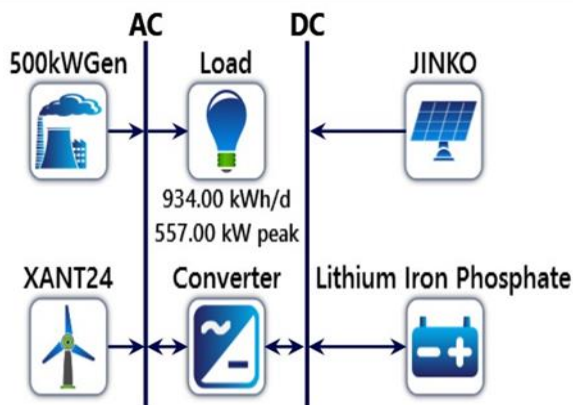 AC DC
500kWGen Load JINKO
934.00 kWh/d
557.00 kW peak
XANT24 Converter Lithium Iron Phosphate